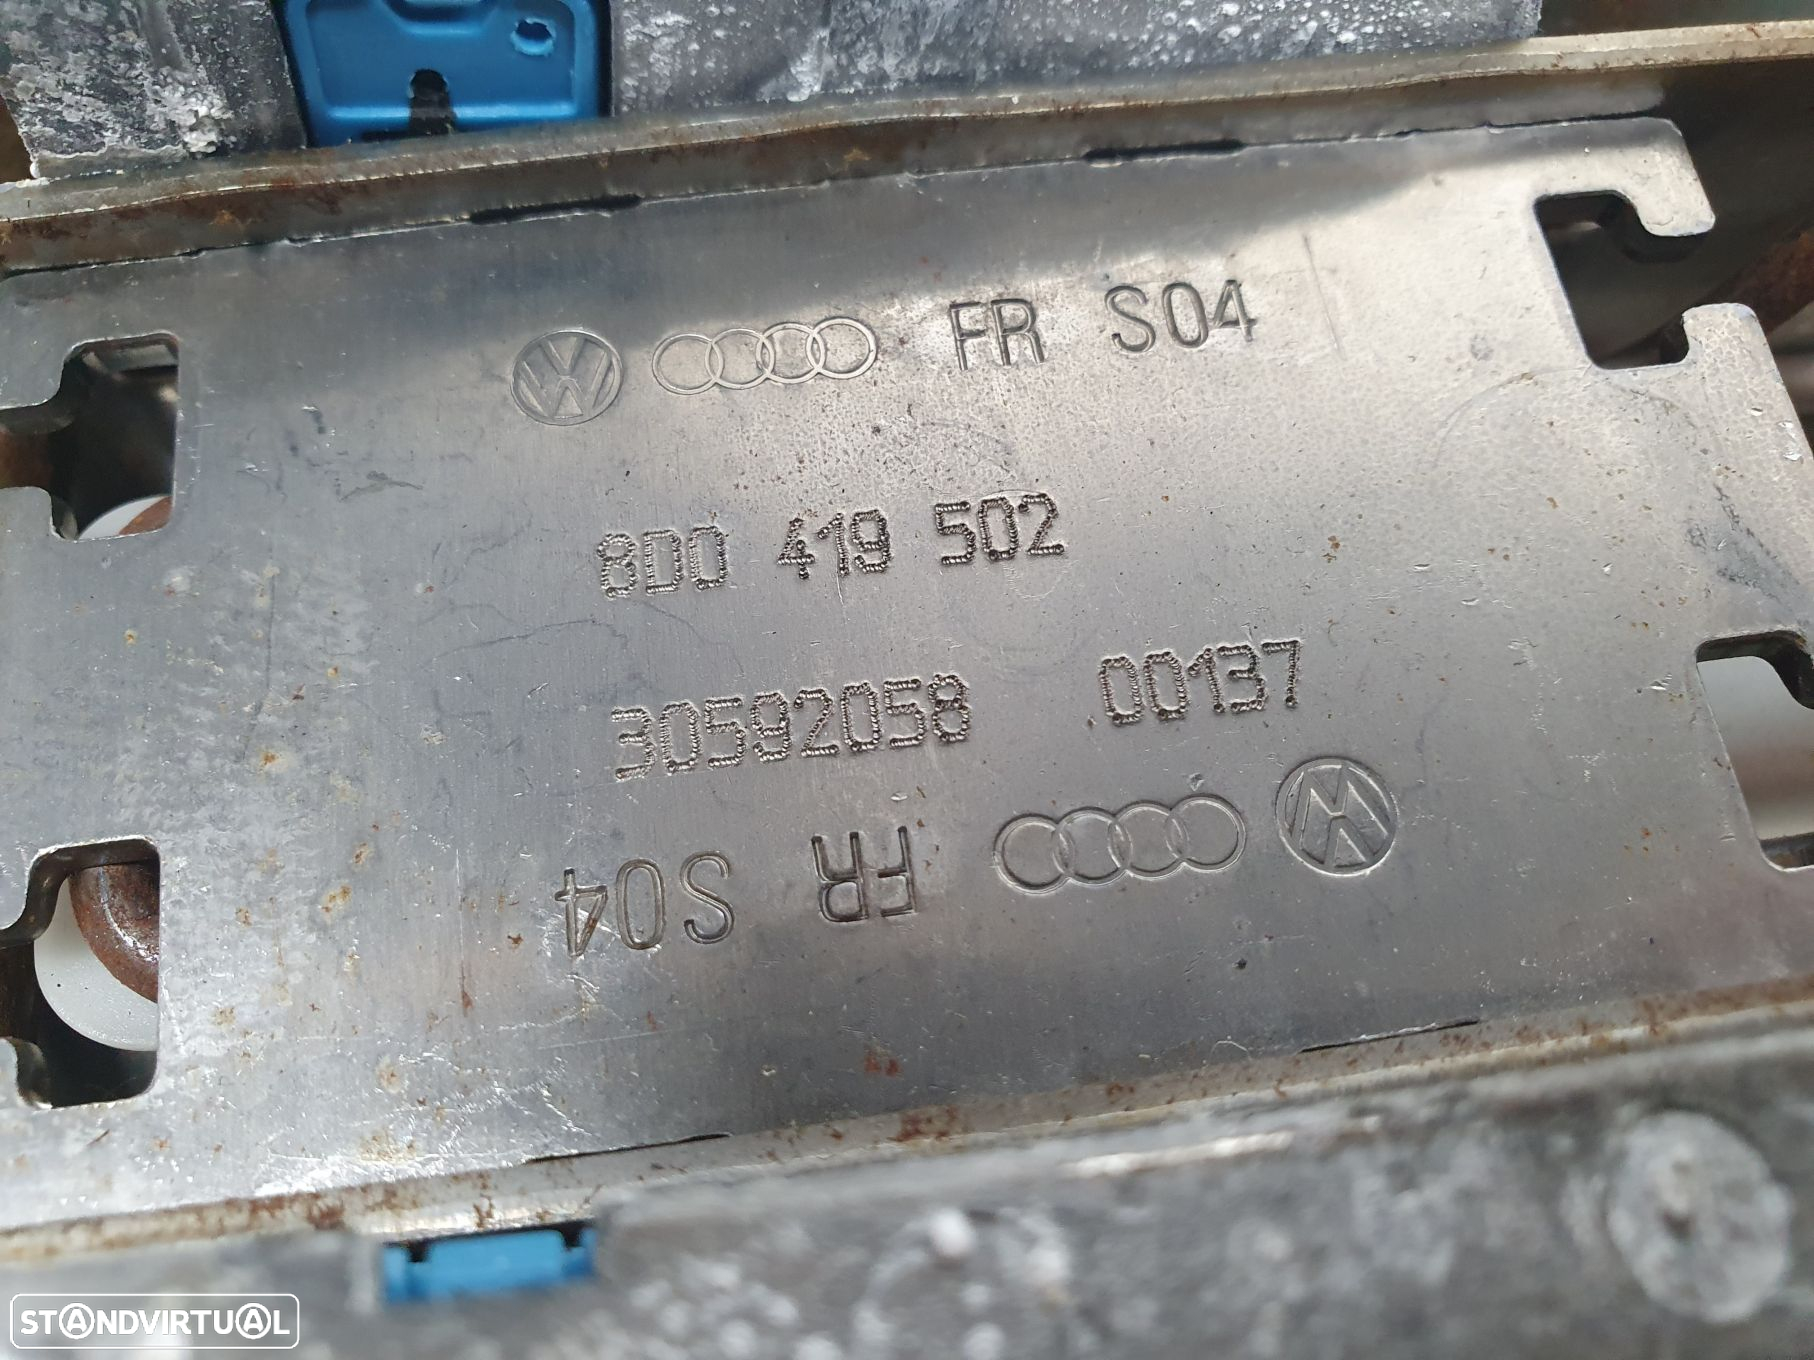 FR S04
8D0 419 502
30592058 00137
FR S04
STANDVIRTUAL